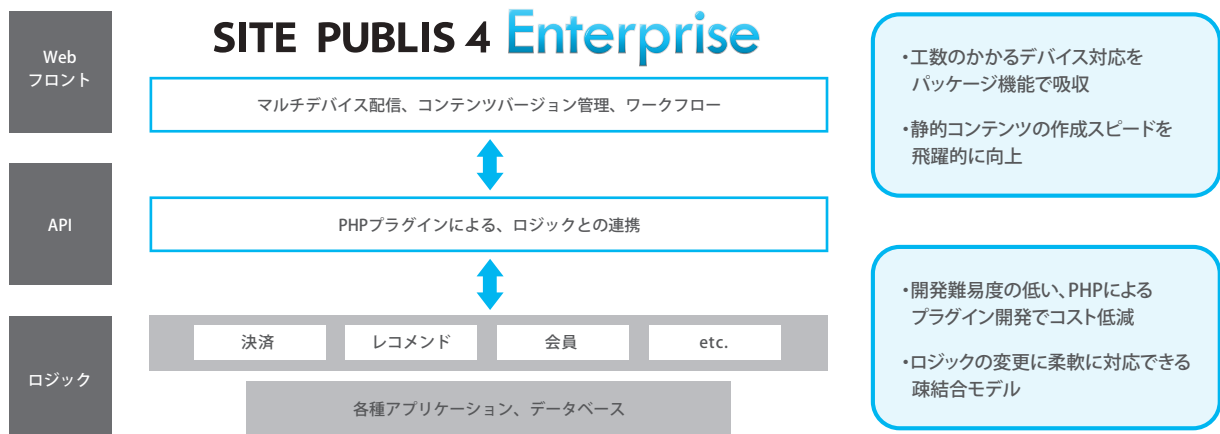 SITE PUBLIS 4 Enterprise
Web
フロント
マルチデバイス配信、コンテンツバージョン管理、ワークフロー
API
PHPプラグインによる、ロジックとの連携
ロジック
決済
レコメンド
会員
etc.
各種アプリケーション、データベース
・工数のかかるデバイス対応を
パッケージ機能で吸収
・静的コンテンツの作成スピードを
飛躍的に向上
・開発難易度の低い、PHPによる
プラグイン開発でコスト低減
・ロジックの変更に柔軟に対応できる
疎結合モデル